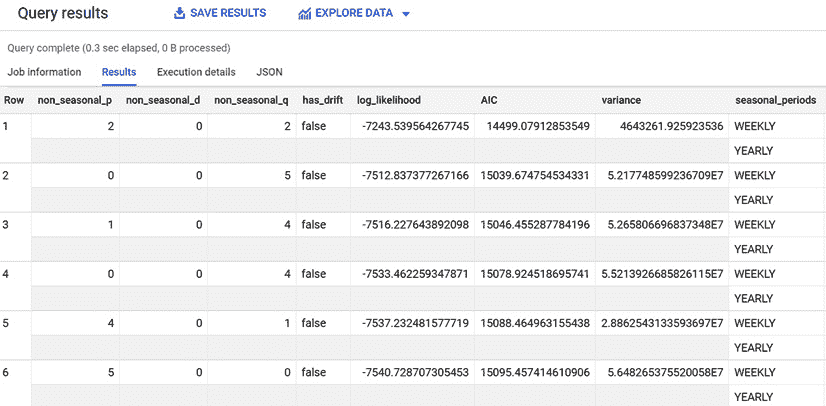 Query results SAVE RESULTS EXPLORE DATA
Query complete (0.3 sec elapsed, 0 B processed)
Job information Results Execution details JSON
Row non_seasonal_p non_seasonal_d non_seasonal_q has_drift log_likelihood AIC variance seasonal_periods
1 2 0 2 false -7243.539564267745 14499.07912853549 4643261.925923536 WEEKLY
YEARLY
2 0 0 5 false -7512.837377267166 15039.674754534331 5.217748599236709E7 WEEKLY
YEARLY
3 1 0 4 false -7516.227643892098 15046.455287784196 5.265806696837348E7 WEEKLY
YEARLY
4 0 0 4 false -7533.462259347871 15078.924518695741 5.5213926685826115E7 WEEKLY
YEARLY
5 4 0 1 false -7537.232481577719 15088.464963155438 2.8862543133593697E7 WEEKLY
YEARLY
6 5 0 0 false -7540.728707305453 15095.457414610906 5.648265375520058E7 WEEKLY
YEARLY